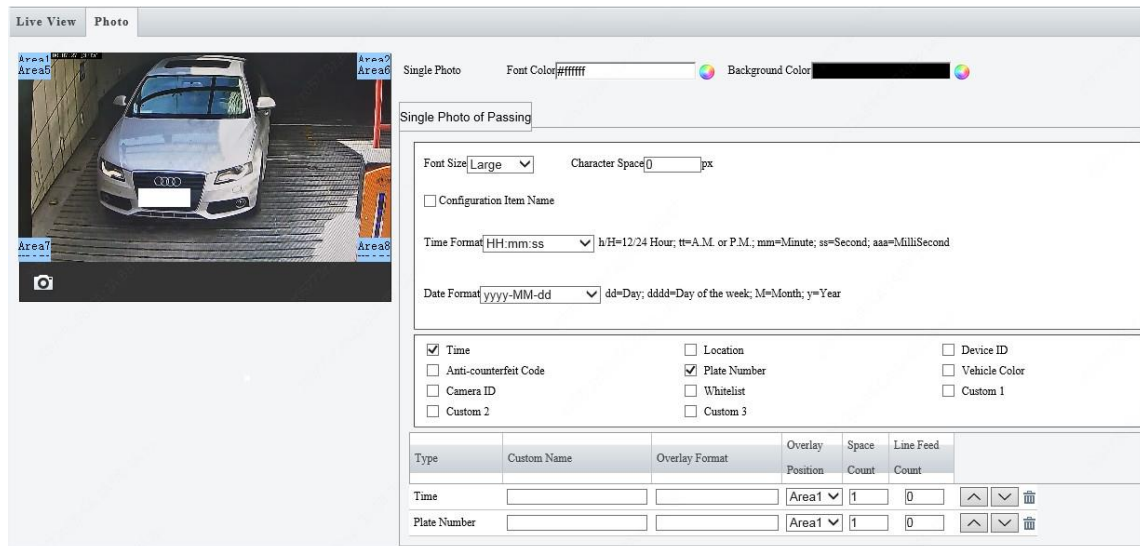 Live View Photo
Area1 Area2
Area5 Area6
Area7 Area8
Single Photo Font Color #ffffff Background Color
Single Photo of Passing
Font Size Large Character Space 0 px
Configuration Item Name
Time Format HH:mm:ss h/H=12/24 Hour; tt=A.M. or P.M.; mm=Minute; ss=Second; aaa=MilliSecond
Date Format yyyy-MM-dd dd=Day; dddd=Day of the week; M=Month; y=Year
Time Location Device ID
Anti-counterfeit Code Plate Number Vehicle Color
Camera ID Whitelist Custom 1
Custom 2 Custom 3
Type Custom Name Overlay Format Overlay Position Space Count Line Feed Count
Time Area1 1 0
Plate Number Area1 1 0